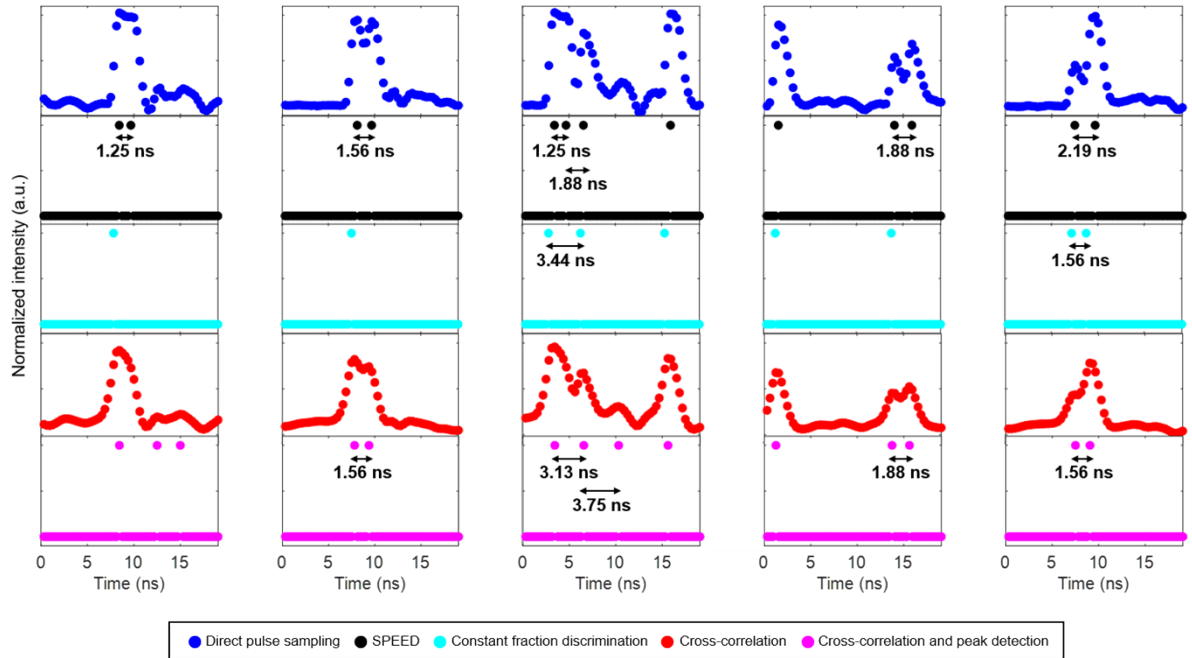 Normalized intensity (a.u.)
1.25 ns
1.56 ns
1.25 ns
1.88 ns
1.88 ns
2.19 ns
3.44 ns
1.56 ns
1.56 ns
3.13 ns
3.75 ns
1.88 ns
1.56 ns
0 5 10 15
0 5 10 15
0 5 10 15
0 5 10 15
0 5 10 15
Time (ns)
Time (ns)
Time (ns)
Time (ns)
Time (ns)
Direct pulse sampling SPEED Constant fraction discrimination Cross-correlation Cross-correlation and peak detection